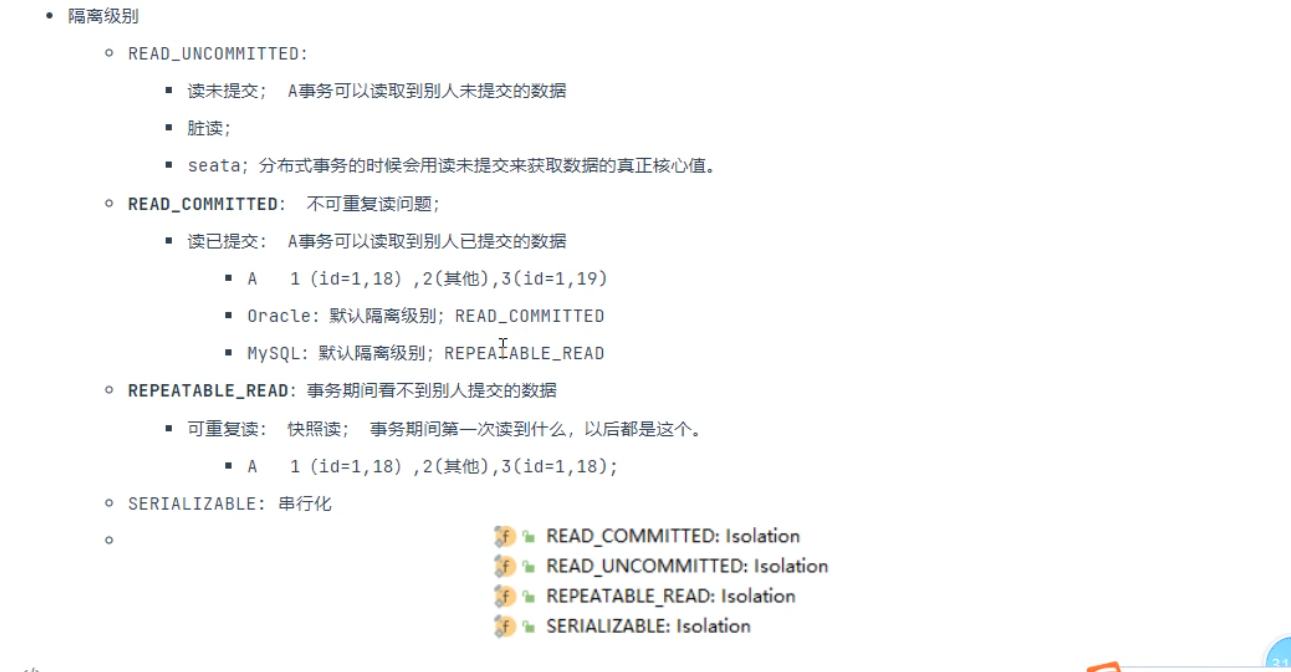 隔离级别
READ_UNCOMMITTED:
读未提交; A事务可以读取到别人未提交的数据
脏读;
seata; 分布式事务的时候会用读未提交来获取数据的真正核心值。
READ_COMMITTED: 不可重复读问题;
读已提交: A事务可以读取到别人已提交的数据
A 1 (id=1,18) ,2(其他),3(id=1,19)
Oracle: 默认隔离级别; READ_COMMITTED
MySQL: 默认隔离级别; REPEATABLE_READ
REPEATABLE_READ: 事务期间看不到别人提交的数据
可重复读: 快照读; 事务期间第一次读到什么, 以后都是这个。
A 1 (id=1,18) ,2(其他),3(id=1,18);
SERIALIZABLE: 串行化
READ_COMMITTED: Isolation
READ_UNCOMMITTED: Isolation
REPEATABLE_READ: Isolation
SERIALIZABLE: Isolation